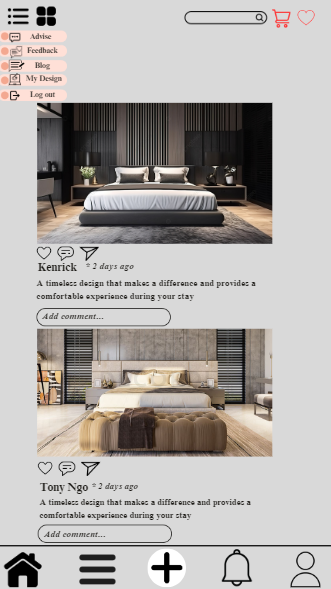 Advise
Feedback
Blog
My Design
Log out
Kenrick 2 days ago
A timeless design that makes a difference and provides a
comfortable experience during your stay
Add comment...
Tony Ngo 2 days ago
A timeless design that makes a difference and provides a
comfortable experience during your stay
Add comment...